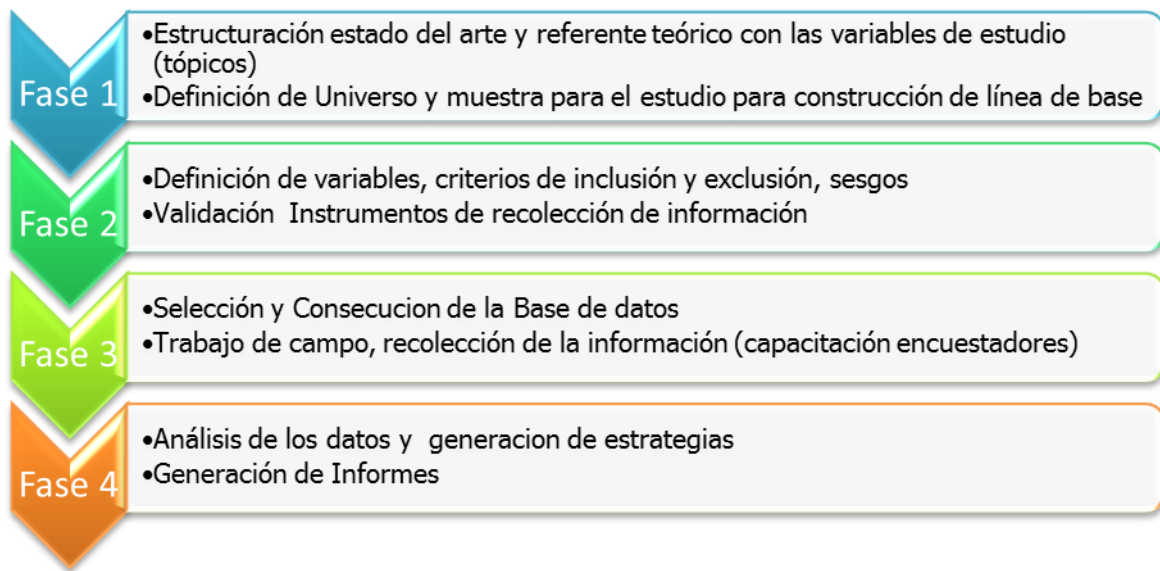 Fase 1
•Estructuración estado del arte y referente teórico con las variables de estudio
(tópicos)
•Definición de Universo y muestra para el estudio para construcción de línea de base
Fase 2
•Definición de variables, criterios de inclusión y exclusión, sesgos
•Validación Instrumentos de recolección de información
Fase 3
•Selección y Consecucion de la Base de datos
•Trabajo de campo, recolección de la información (capacitación encuestadores)
Fase 4
•Análisis de los datos y generacion de estrategias
•Generación de Informes